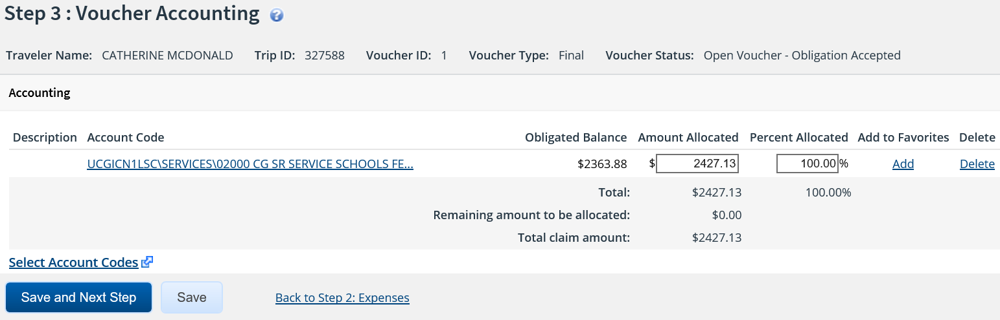 Step 3 : Voucher Accounting
Traveler Name: CATHERINE MCDONALD Trip ID: 327588 Voucher ID: 1 Voucher Type: Final Voucher Status: Open Voucher - Obligation Accepted
Accounting
Description Account Code Obligated Balance Amount Allocated Percent Allocated Add to Favorites Delete
UCGICN1LSC\SERVICES\02000 CG SR SERVICE SCHOOLS FE... $2363.88 $ 2427.13 100.00 % Add Delete
Total: $2427.13 100.00%
Remaining amount to be allocated: $0.00
Total claim amount: $2427.13
Select Account Codes
Save and Next Step Save Back to Step 2: Expenses